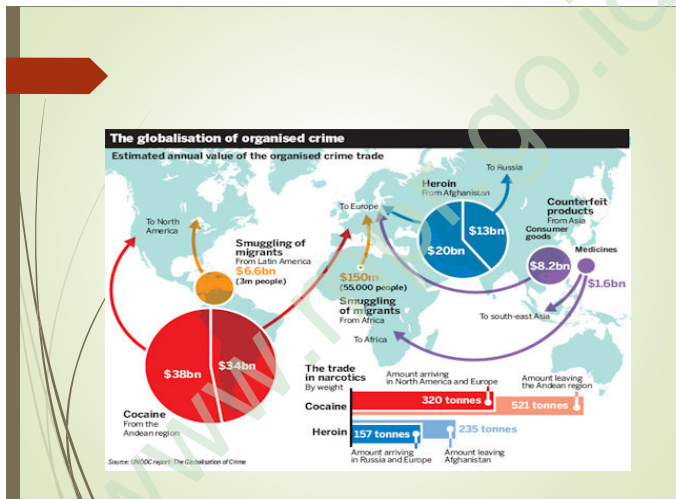 The globalisation of organised crime
Estimated annual value of the organised crime trade
To North
America
Smuggling of
migrants
From Latin America
$6.6bn
(3m people)
$38bn
$34bn
Cocaine
From the
Andean region
To Europe
$150m
(55,000 people)
Smuggling
of migrants
From Africa
To Africa
Heroin
From Afghanistan
To Russia
$20bn
$13bn
Counterfeit
products
From Asia
Consumer
goods
$8.2bn
Medicines
$1.6bn
To south-east Asia
The trade
in narcotics
By weight
Amount arriving
in North America and Europe
Amount leaving
the Andean region
Cocaine
320 tonnes
521 tonnes
Heroin
157 tonnes
235 tonnes
Amount arriving
in Russia and Europe
Amount leaving
Afghanistan
Source: UNODC report: The Globalisation of Crime